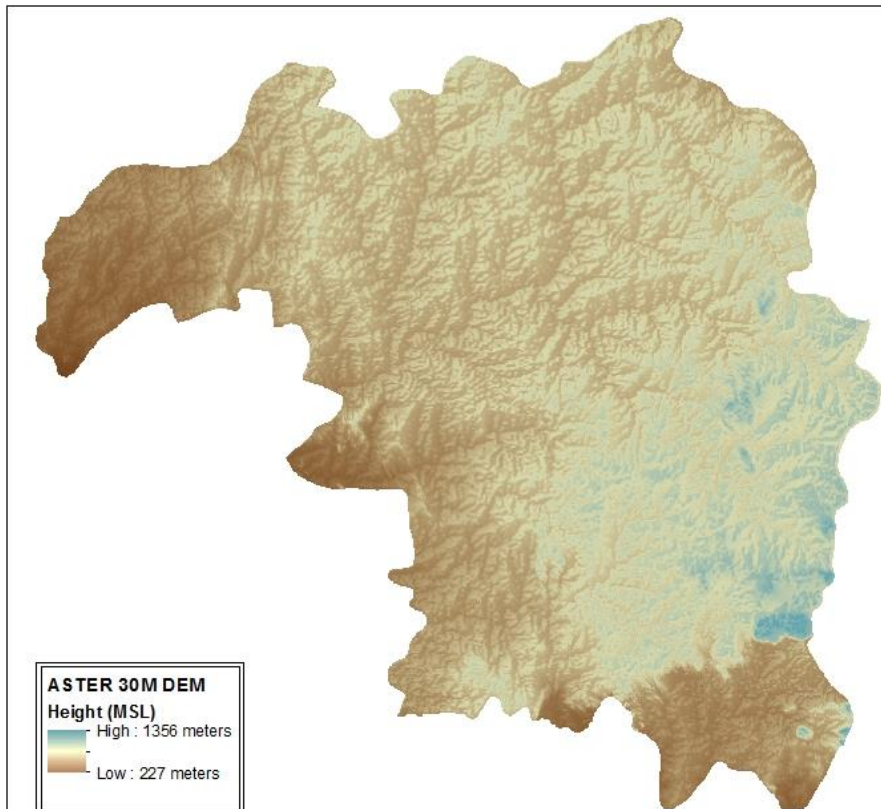 ASTER 30M DEM
Height (MSL)
High : 1356 meters
Low : 227 meters